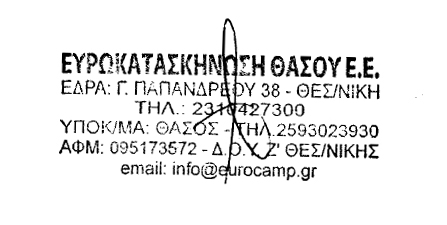 ΕΥΡΩΚΑΤΑΣΚΗΝΩΣΗ ΘΑΣΟΥ Ε.Ε.
ΕΔΡΑ: Γ. ΠΑΠΑΝΔΡΕΟΥ 38 - ΘΕΣ/ΝΙΚΗ
ΤΗΛ.: 2310427300
ΥΠΟΚ/ΜΑ: ΘΑΣΟΣ - ΤΗΛ.2593023930
ΑΦΜ: 095173572 - Δ.Ο.Υ. Ζ' ΘΕΣ/ΝΙΚΗΣ
email: info@eurocamp.gr